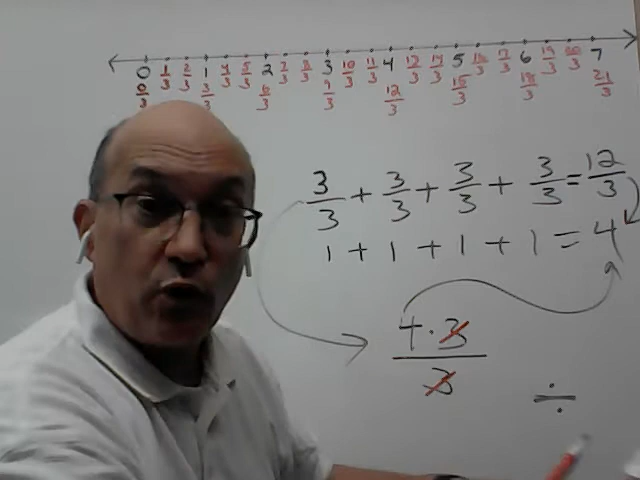 0 1/3 2/3 1 4/3 5/3 2 7/3 8/3 3 10/3 11/3 4 13/3 14/3 5 16/3 17/3 6 19/3 20/3 7
0/3 3/3 6/3 9/3 12/3 15/3 18/3 21/3
3/3 + 3/3 + 3/3 + 3/3 = 12/3
1 + 1 + 1 + 1 = 4
4 · 3
3
÷